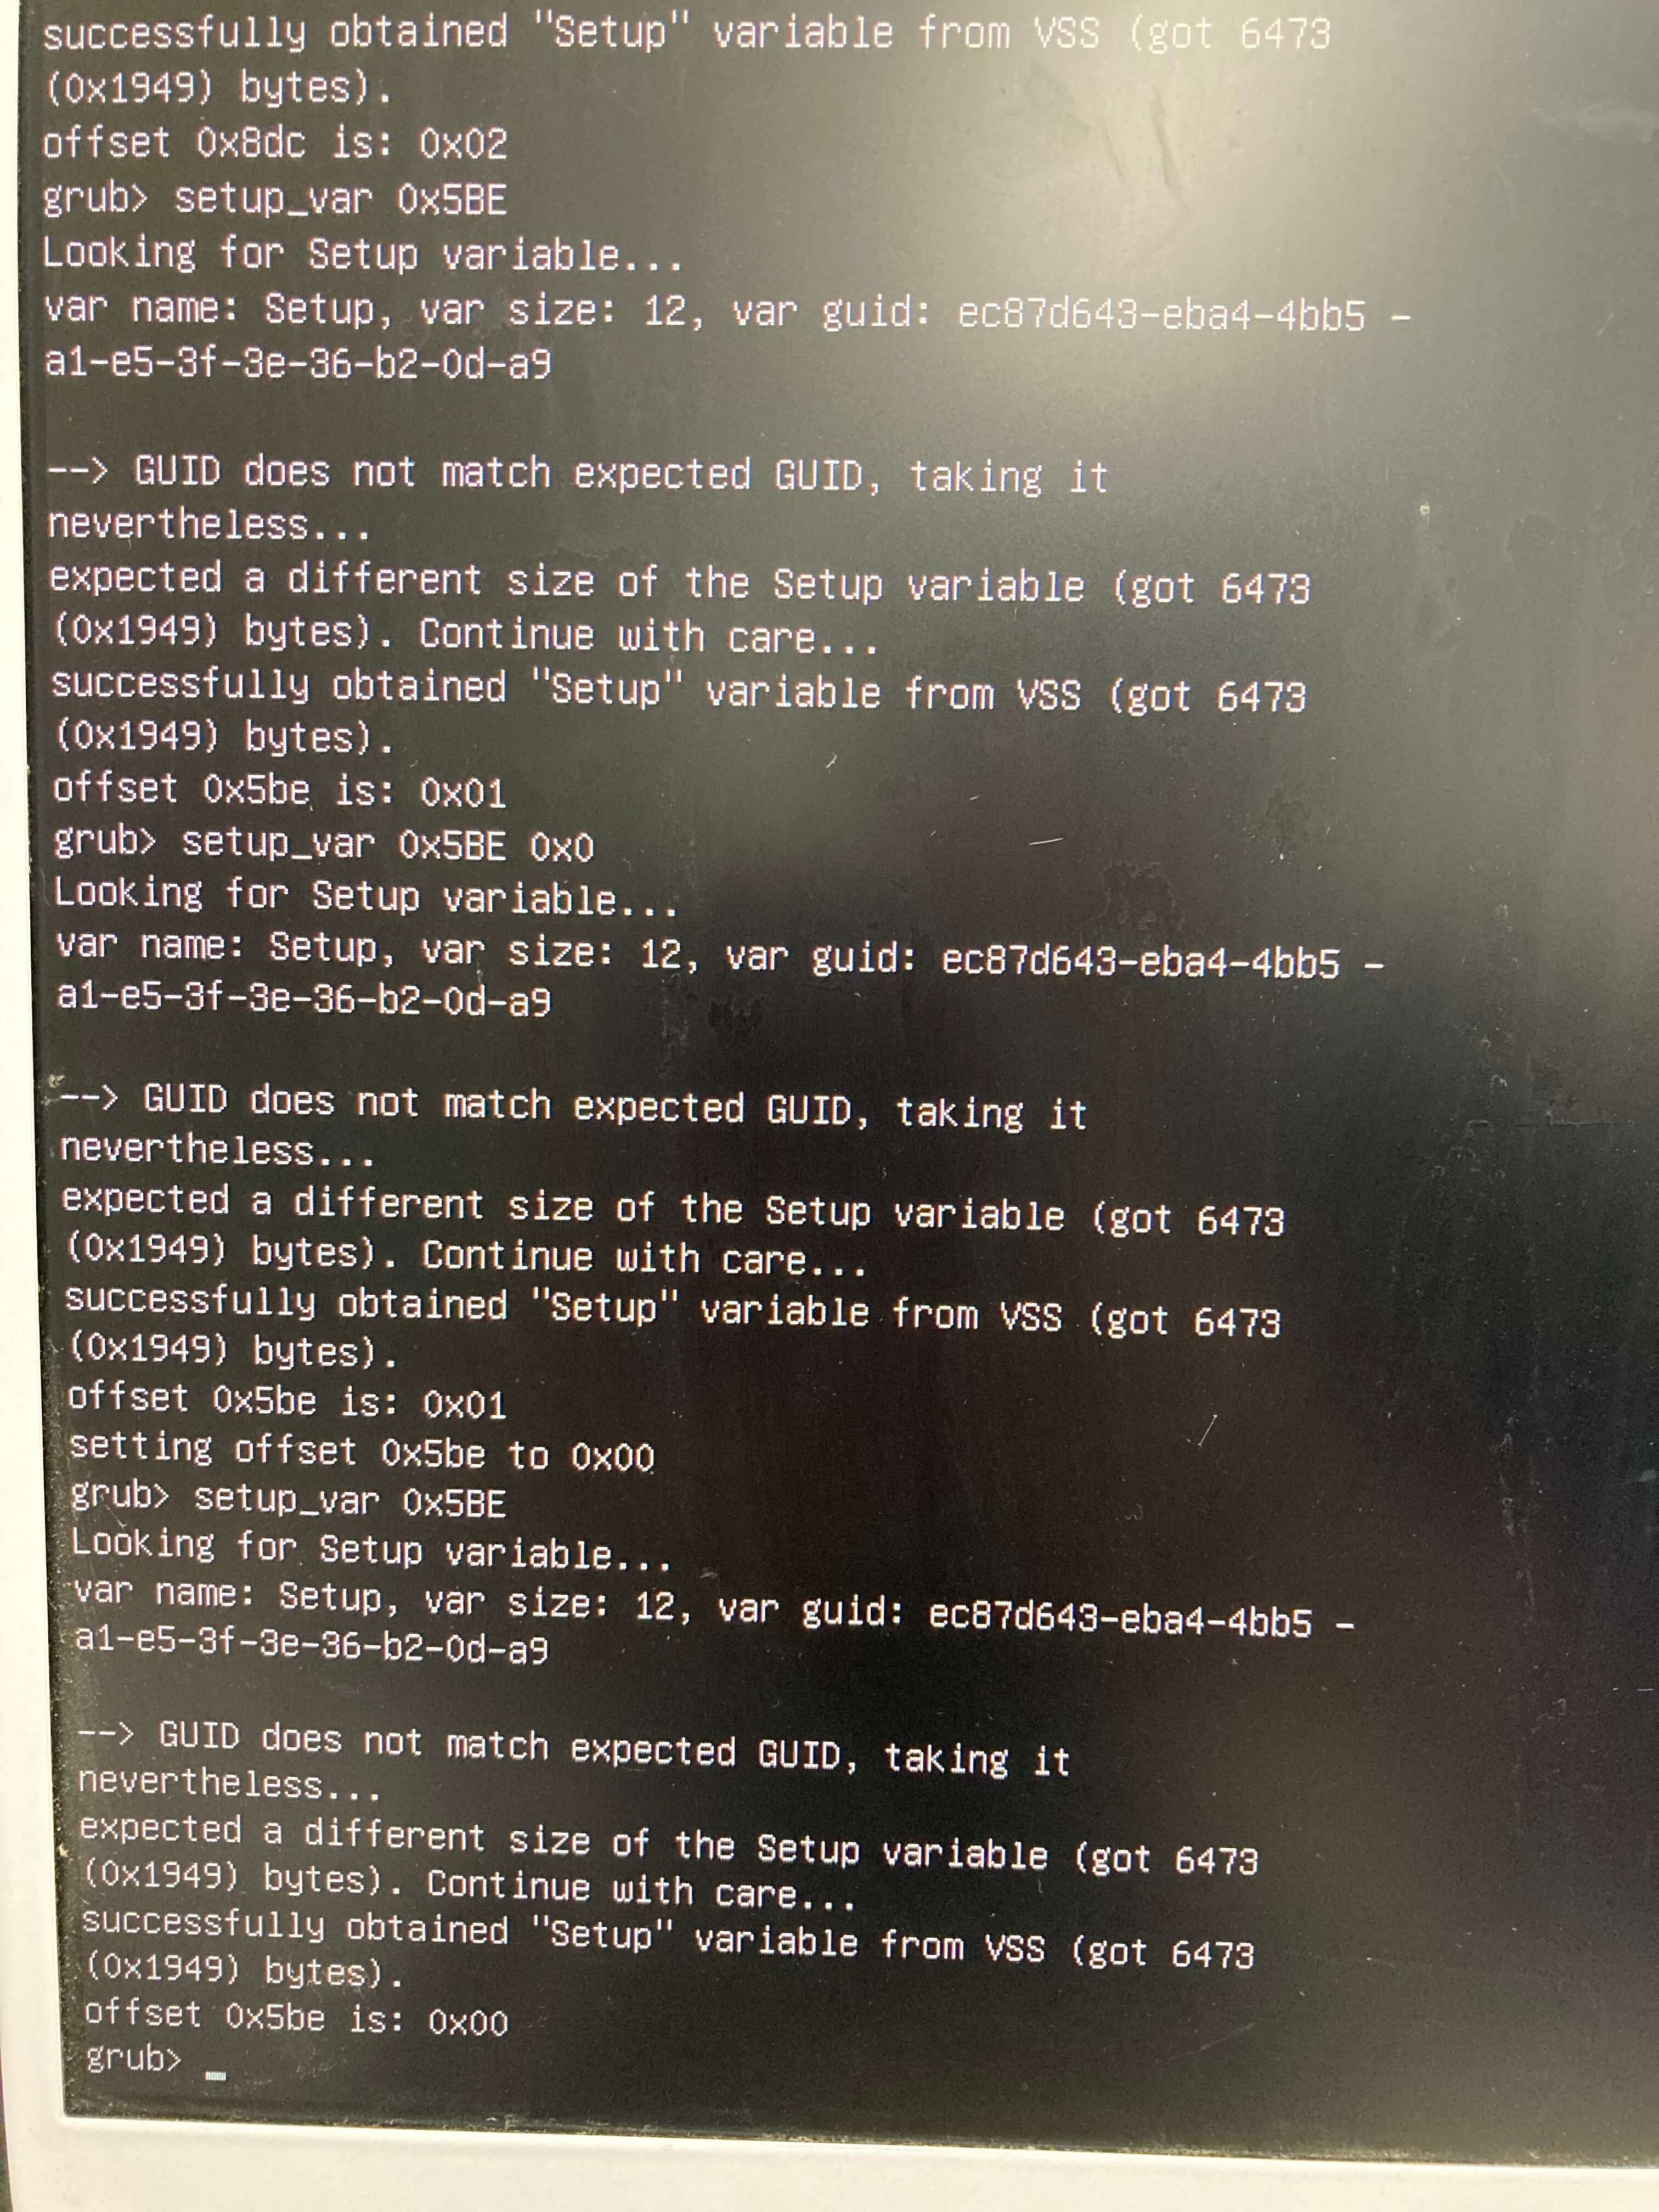 successfully obtained "Setup" variable from VSS (got 6473
(0x1949) bytes).
offset 0x8dc is: 0x02
grub> setup_var 0x5BE
Looking for Setup variable...
var name: Setup, var size: 12, var guid: ec87d643-eba4-4bb5 -
a1-e5-3f-3e-36-b2-0d-a9
--> GUID does not match expected GUID, taking it
nevertheless...
expected a different size of the Setup variable (got 6473
(0x1949) bytes). Continue with care...
successfully obtained "Setup" variable from VSS (got 6473
(0x1949) bytes).
offset 0x5be is: 0x01
grub> setup_var 0x5BE 0x0
Looking for Setup variable...
var name: Setup, var size: 12, var guid: ec87d643-eba4-4bb5 -
a1-e5-3f-3e-36-b2-0d-a9
--> GUID does not match expected GUID, taking it
nevertheless...
expected a different size of the Setup variable (got 6473
(0x1949) bytes). Continue with care...
successfully obtained "Setup" variable from VSS (got 6473
(0x1949) bytes).
offset 0x5be is: 0x01
setting offset 0x5be to 0x00
grub> setup_var 0x5BE
Looking for Setup variable...
var name: Setup, var size: 12, var guid: ec87d643-eba4-4bb5 -
a1-e5-3f-3e-36-b2-0d-a9
--> GUID does not match expected GUID, taking it
nevertheless...
expected a different size of the Setup variable (got 6473
(0x1949) bytes). Continue with care...
successfully obtained "Setup" variable from VSS (got 6473
(0x1949) bytes).
offset 0x5be is: 0x00
grub> _